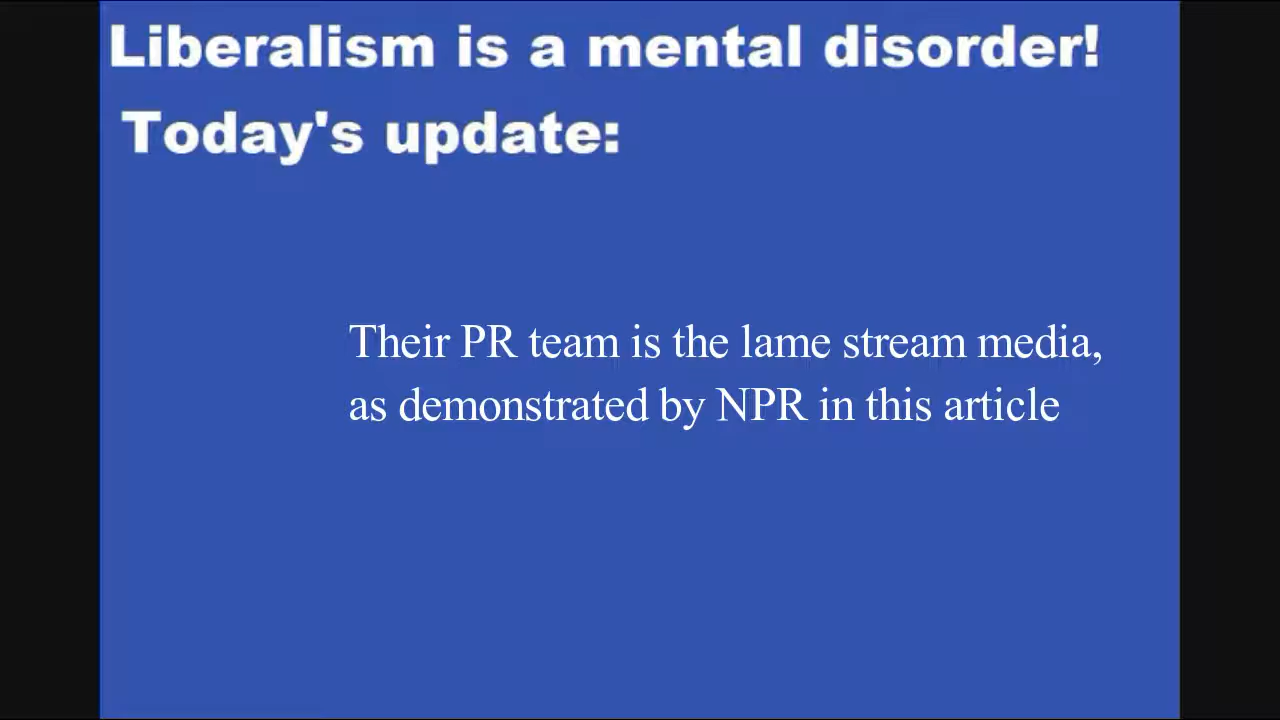 Liberalism is a mental disorder!
Today's update:
Their PR team is the lame stream media,
as demonstrated by NPR in this article